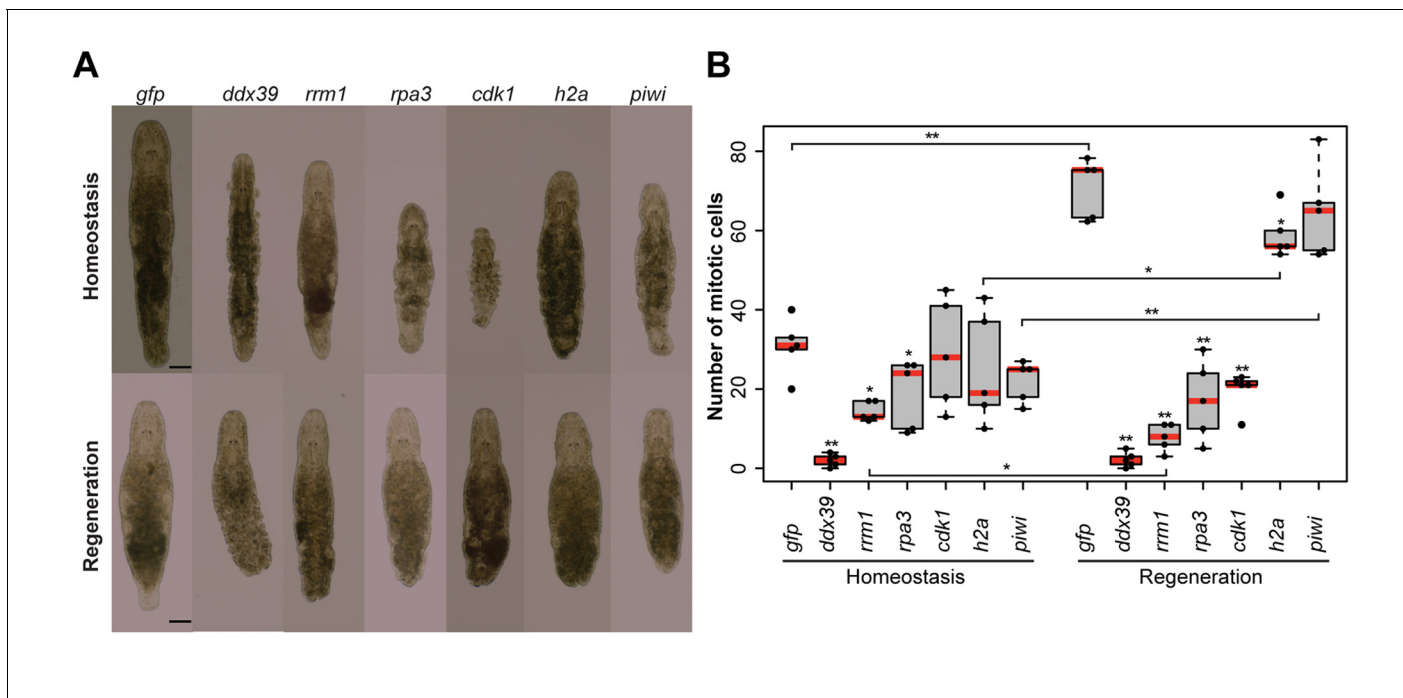 A
gfp ddx39 rrm1 rpa3 cdk1 h2a piwi
Homeostasis
Regeneration
B
Number of mitotic cells
80
60
40
20
0
**
*
*
**
*
**
*
*
*
**
**
**
**
gfp ddx39 rrm1 rpa3 cdk1 h2a piwi gfp ddx39 rrm1 rpa3 cdk1 h2a piwi
Homeostasis Regeneration